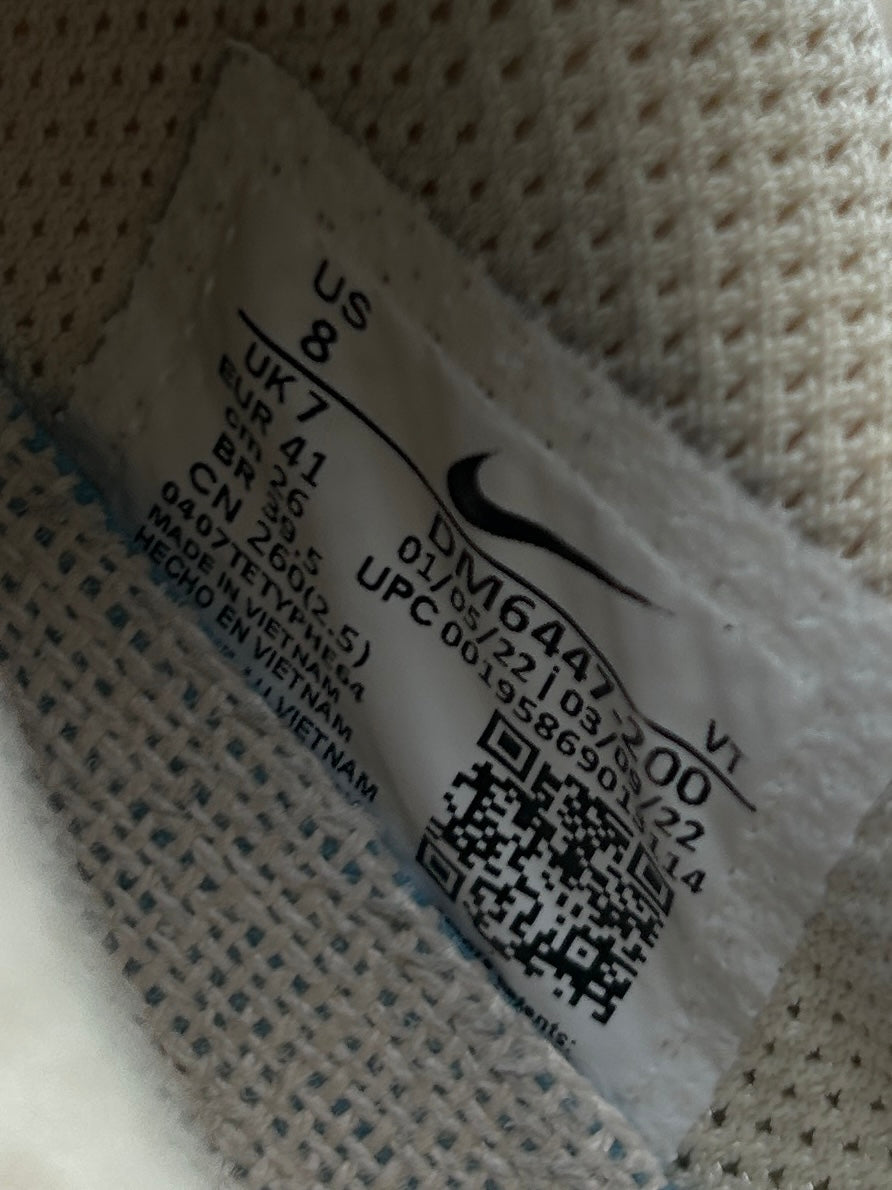 US
8
UK 7
EUR 41
cm 26
BR 39.5
CN 260(2.5)
0407TETYPHE64
MADE IN VIETNAM
HECHO EN VIETNAM
VIETNAM
DM6447-200
VT
01/05/22 i 03/09/22
UPC